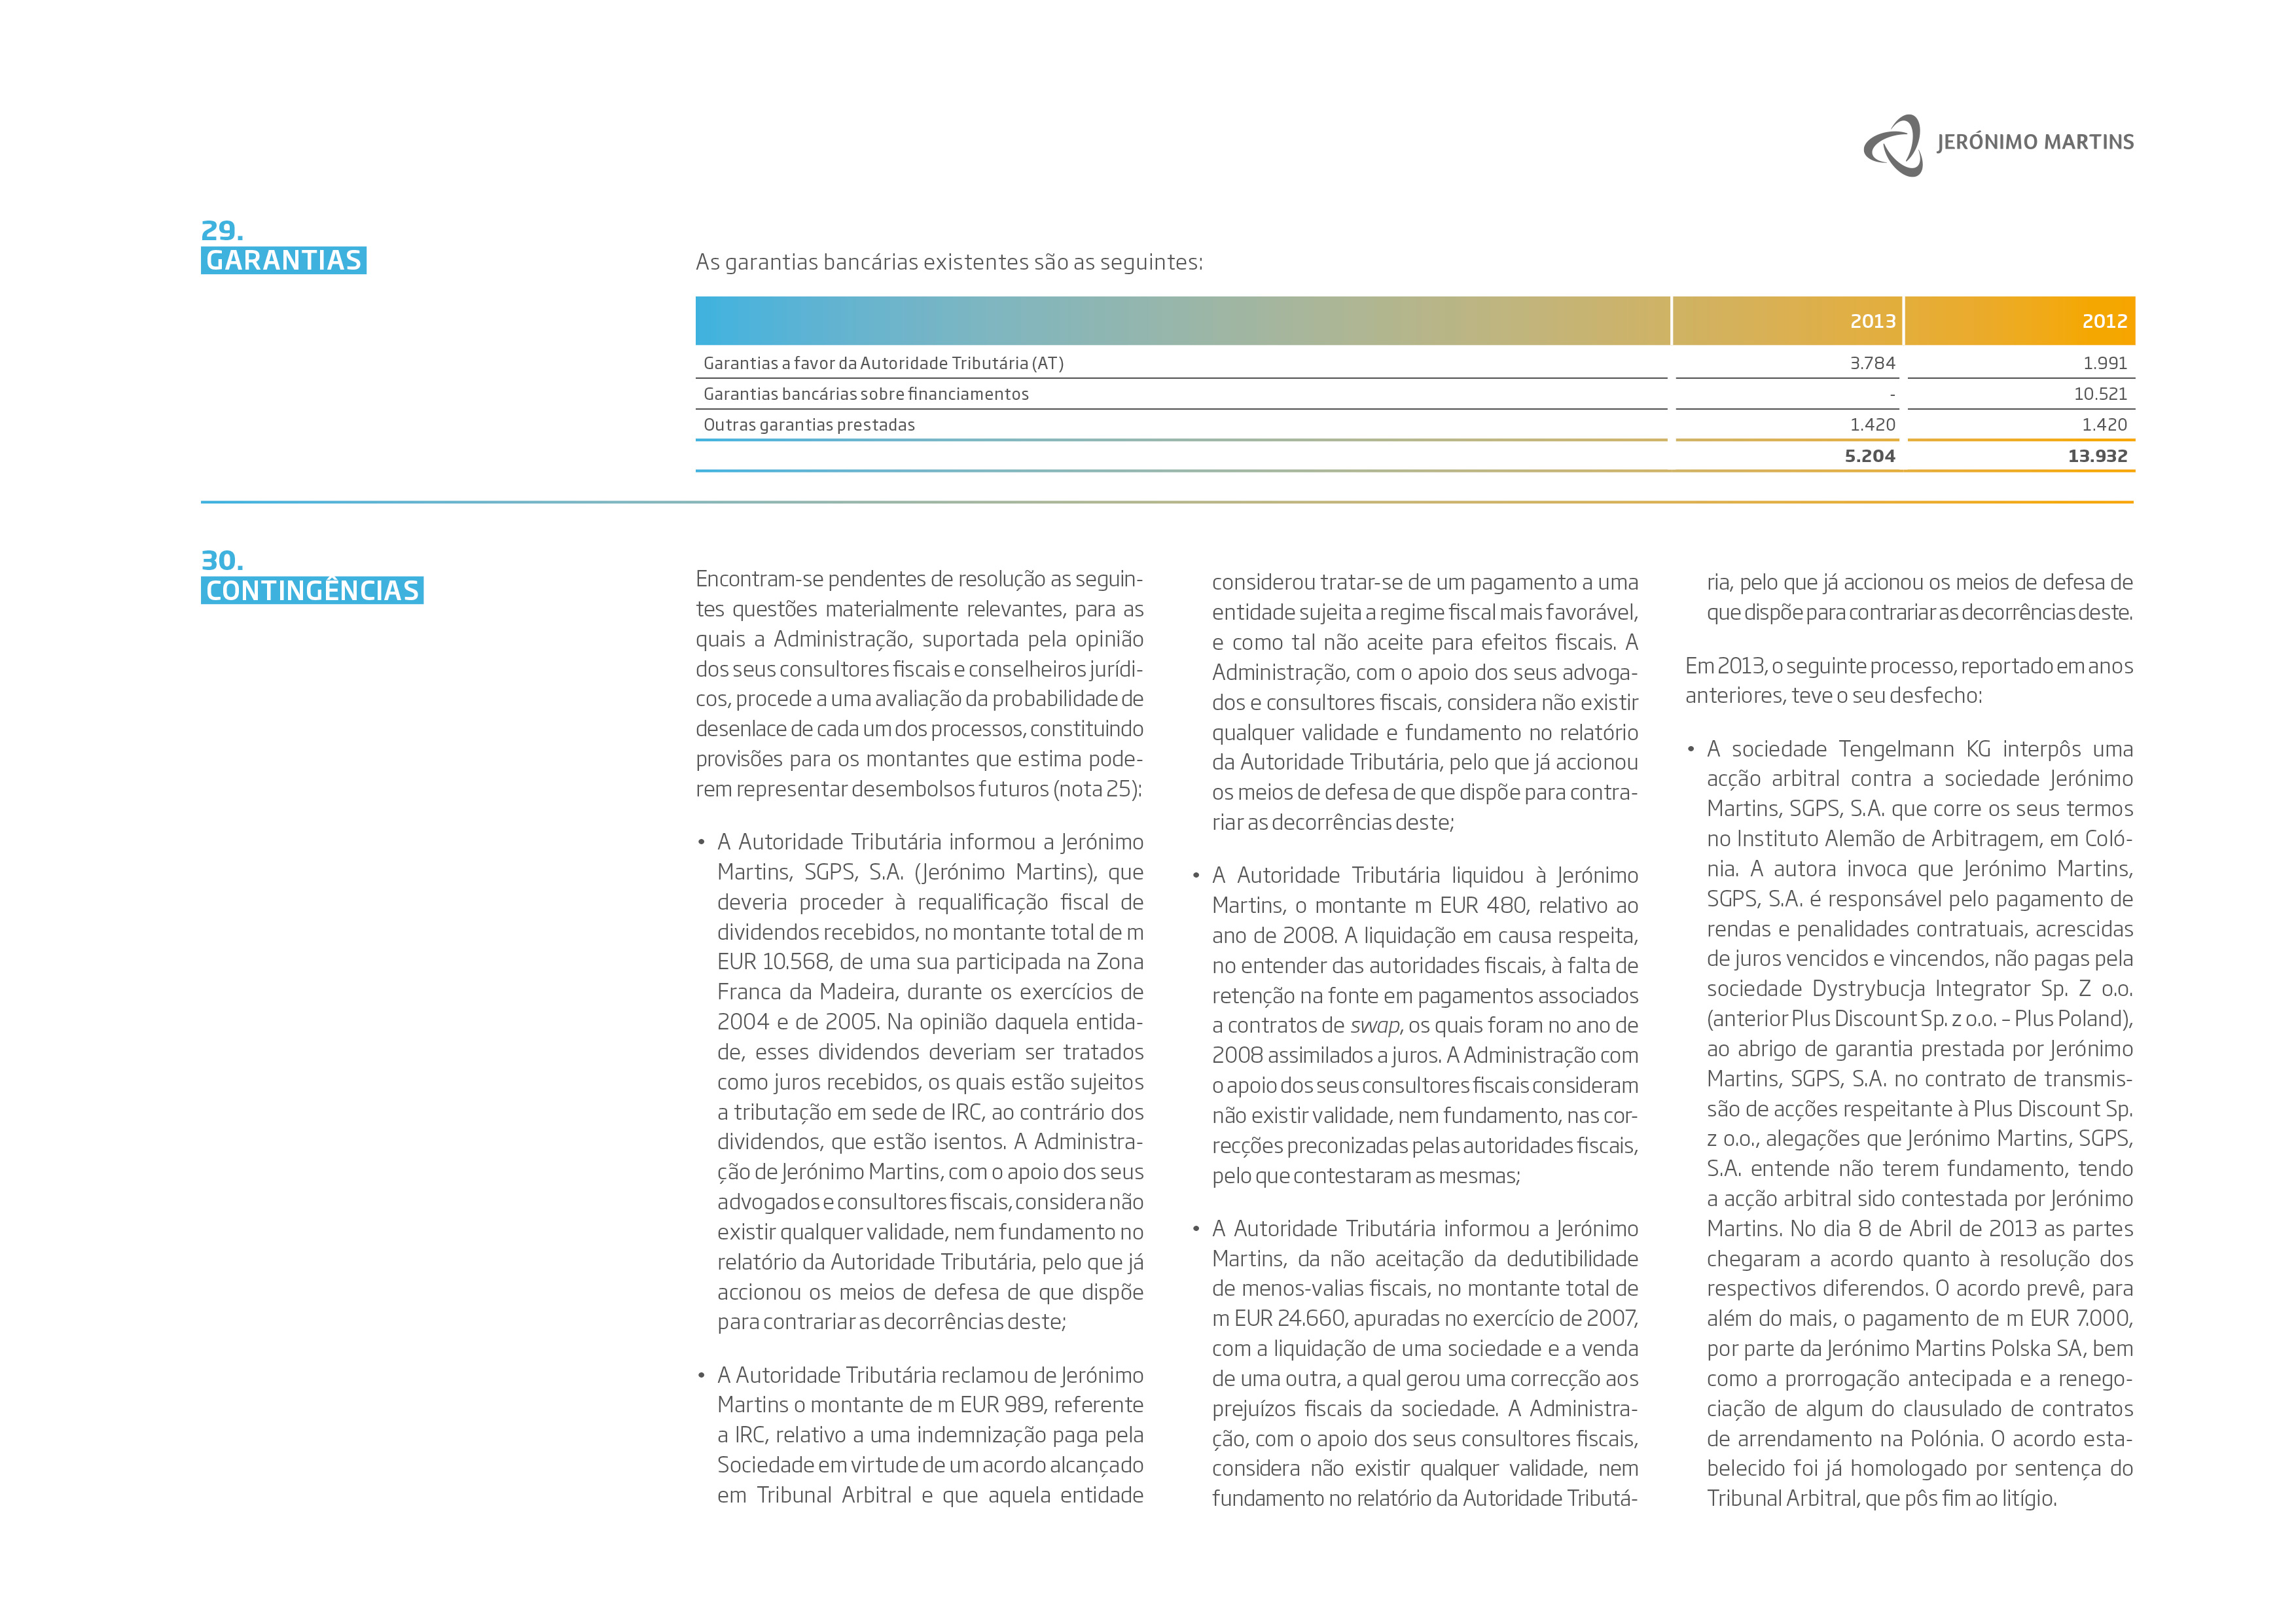 JERÓNIMO MARTINS
29.
GARANTIAS
As garantias bancárias existentes são as seguintes:
2013 2012
Garantias a favor da Autoridade Tributária (AT) 3.784 1.991
Garantias bancárias sobre financiamentos - 10.521
Outras garantias prestadas 1.420 1.420
5.204 13.932
30.
CONTINGÊNCIAS
Encontram-se pendentes de resolução as seguin-
tes questões materialmente relevantes, para as
quais a Administração, suportada pela opinião
dos seus consultores fiscais e conselheiros jurídi-
cos, procede a uma avaliação da probabilidade de
desenlace de cada um dos processos, constituindo
provisões para os montantes que estima pode-
rem representar desembolsos futuros (nota 25):
• A Autoridade Tributária informou a Jerónimo
Martins, SGPS, S.A. (Jerónimo Martins), que
deveria proceder à requalificação fiscal de
dividendos recebidos, no montante total de m
EUR 10.568, de uma sua participada na Zona
Franca da Madeira, durante os exercícios de
2004 e de 2005. Na opinião daquela entida-
de, esses dividendos deveriam ser tratados
como juros recebidos, os quais estão sujeitos
a tributação em sede de IRC, ao contrário dos
dividendos, que estão isentos. A Administra-
ção de Jerónimo Martins, com o apoio dos seus
advogados e consultores fiscais, considera não
existir qualquer validade, nem fundamento no
relatório da Autoridade Tributária, pelo que já
accionou os meios de defesa de que dispõe
para contrariar as decorrências deste;
• A Autoridade Tributária reclamou de Jerónimo
Martins o montante de m EUR 989, referente
a IRC, relativo a uma indemnização paga pela
Sociedade em virtude de um acordo alcançado
em Tribunal Arbitral e que aquela entidade
considerou tratar-se de um pagamento a uma
entidade sujeita a regime fiscal mais favorável,
e como tal não aceite para efeitos fiscais. A
Administração, com o apoio dos seus advoga-
dos e consultores fiscais, considera não existir
qualquer validade e fundamento no relatório
da Autoridade Tributária, pelo que já accionou
os meios de defesa de que dispõe para contra-
riar as decorrências deste;
• A Autoridade Tributária liquidou à Jerónimo
Martins, o montante m EUR 480, relativo ao
ano de 2008. A liquidação em causa respeita,
no entender das autoridades fiscais, à falta de
retenção na fonte em pagamentos associados
a contratos de swap, os quais foram no ano de
2008 assimilados a juros. A Administração com
o apoio dos seus consultores fiscais consideram
não existir validade, nem fundamento, nas cor-
recções preconizadas pelas autoridades fiscais,
pelo que contestaram as mesmas;
• A Autoridade Tributária informou a Jerónimo
Martins, da não aceitação da dedutibilidade
de menos-valias fiscais, no montante total de
m EUR 24.660, apuradas no exercício de 2007,
com a liquidação de uma sociedade e a venda
de uma outra, a qual gerou uma correcção aos
prejuízos fiscais da sociedade. A Administra-
ção, com o apoio dos seus consultores fiscais,
considera não existir qualquer validade, nem
fundamento no relatório da Autoridade Tributá-
ria, pelo que já accionou os meios de defesa de
que dispõe para contrariar as decorrências deste.
Em 2013, o seguinte processo, reportado em anos
anteriores, teve o seu desfecho:
• A sociedade Tengelmann KG interpôs uma
acção arbitral contra a sociedade Jerónimo
Martins, SGPS, S.A. que corre os seus termos
no Instituto Alemão de Arbitragem, em Coló-
nia. A autora invoca que Jerónimo Martins,
SGPS, S.A. é responsável pelo pagamento de
rendas e penalidades contratuais, acrescidas
de juros vencidos e vincendos, não pagas pela
sociedade Dystrybucja Integrator Sp. Z o.o.
(anterior Plus Discount Sp. z o.o. – Plus Poland),
ao abrigo de garantia prestada por Jerónimo
Martins, SGPS, S.A. no contrato de transmis-
são de acções respeitante à Plus Discount Sp.
z o.o., alegações que Jerónimo Martins, SGPS,
S.A. entende não terem fundamento, tendo
a acção arbitral sido contestada por Jerónimo
Martins. No dia 8 de Abril de 2013 as partes
chegaram a acordo quanto à resolução dos
respectivos diferendos. O acordo prevê, para
além do mais, o pagamento de m EUR 7.000,
por parte da Jerónimo Martins Polska SA, bem
como a prorrogação antecipada e a renego-
ciação de algum do clausulado de contratos
de arrendamento na Polónia. O acordo esta-
belecido foi já homologado por sentença do
Tribunal Arbitral, que pôs fim ao litígio.